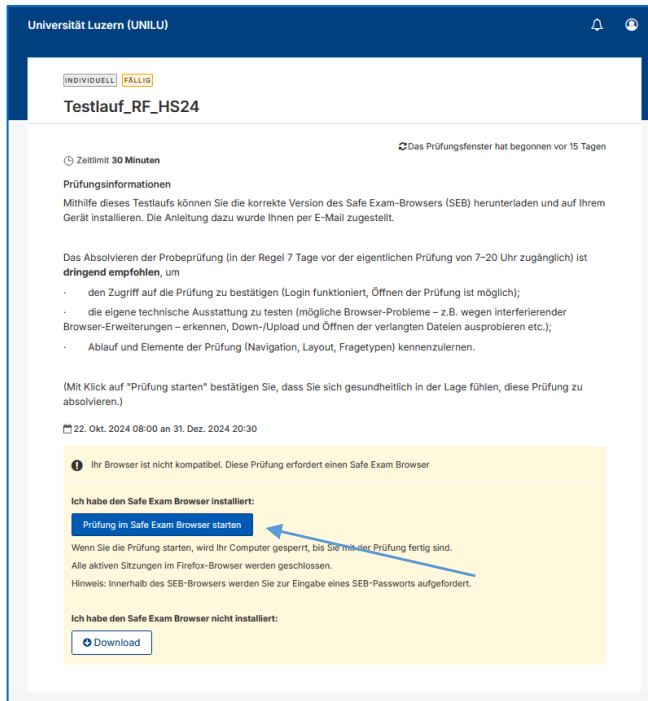 Universität Luzern (UNILU)
INDIVIDUELL FÄLLIG
Testlauf_RF_HS24
Das Prüfungsfenster hat begonnen vor 15 Tagen
Zeitlimit 30 Minuten
Prüfungsinformationen
Mithilfe dieses Testlaufs können Sie die korrekte Version des Safe Exam-Browsers (SEB) herunterladen und auf Ihrem
Gerät installieren. Die Anleitung dazu wurde Ihnen per E-Mail zugestellt.
Das Absolvieren der Probeprüfung (in der Regel 7 Tage vor der eigentlichen Prüfung von 7–20 Uhr zugänglich) ist
dringend empfohlen, um
· den Zugriff auf die Prüfung zu bestätigen (Login funktioniert, Öffnen der Prüfung ist möglich);
· die eigene technische Ausstattung zu testen (mögliche Browser-Probleme – z.B. wegen interferierender
Browser-Erweiterungen – erkennen, Down-/Upload und Öffnen der verlangten Dateien ausprobieren etc.);
· Ablauf und Elemente der Prüfung (Navigation, Layout, Fragetypen) kennenzulernen.
(Mit Klick auf "Prüfung starten" bestätigen Sie, dass Sie sich gesundheitlich in der Lage fühlen, diese Prüfung zu
absolvieren.)
22. Okt. 2024 08:00 an 31. Dez. 2024 20:30
Ihr Browser ist nicht kompatibel. Diese Prüfung erfordert einen Safe Exam Browser
Ich habe den Safe Exam Browser installiert:
Prüfung im Safe Exam Browser starten
Wenn Sie die Prüfung starten, wird Ihr Computer gesperrt, bis Sie mit der Prüfung fertig sind.
Alle aktiven Sitzungen im Firefox-Browser werden geschlossen.
Hinweis: Innerhalb des SEB-Browsers werden Sie zur Eingabe eines SEB-Passworts aufgefordert.
Ich habe den Safe Exam Browser nicht installiert:
Download